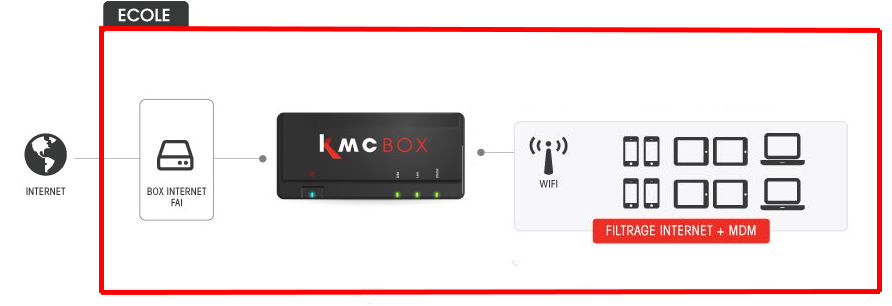 ECOLE
INTERNET
BOX INTERNET
FAI
KMCBOX
WIFI
FILTRAGE INTERNET + MDM